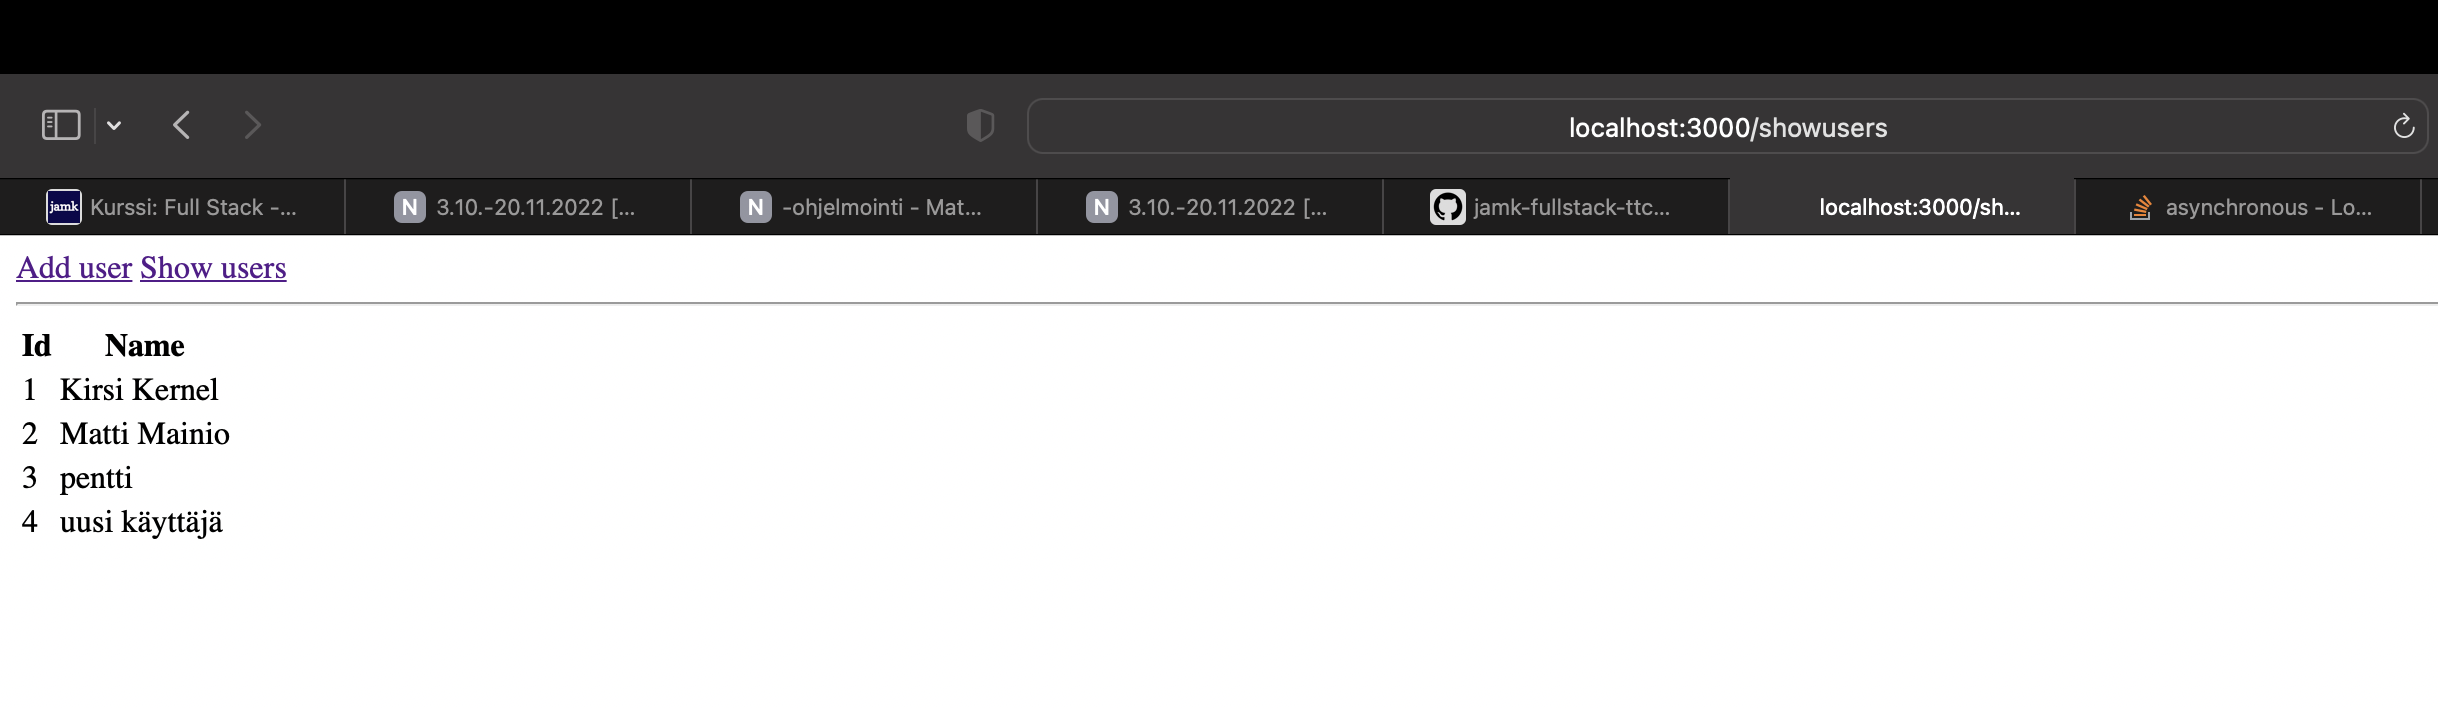 localhost:3000/showusers
jamk Kurssi: Full Stack -...
N 3.10.-20.11.2022 [...
N -ohjelmointi - Mat...
N 3.10.-20.11.2022 [...
jamk-fullstack-ttc...
localhost:3000/sh...
asynchronous - Lo...
Add user Show users
Id Name
1 Kirsi Kernel
2 Matti Mainio
3 pentti
4 uusi käyttäjä